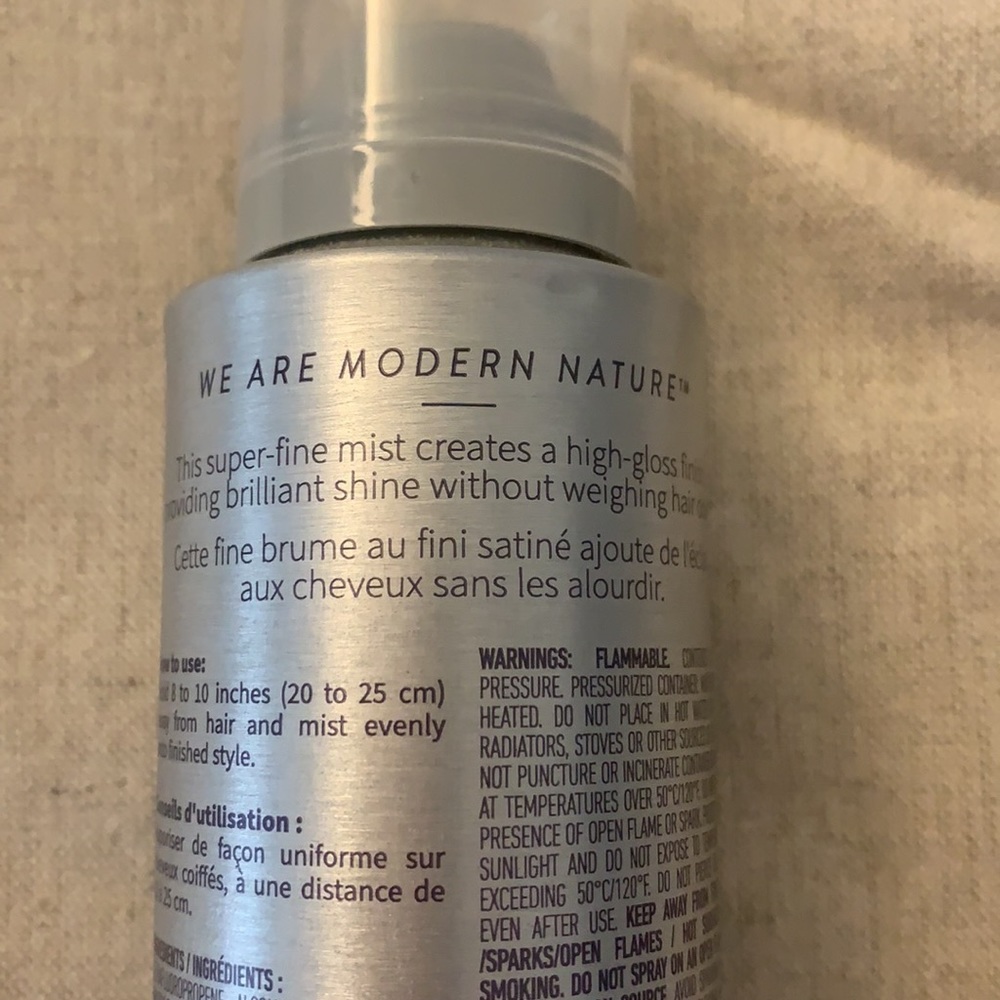 WE ARE MODERN NATURE™
This super-fine mist creates a high-gloss
brilliant shine without weighing hair
Cette fine brume au fini satiné ajoute de
aux cheveux sans les alourdir.
to use:
8 to 10 inches (20 to 25 cm)
from hair and mist evenly
finished style.
d'utilisation :
de façon uniforme sur
coiffés, à une distance de
25 cm.
/ INGRÉDIENTS :
WARNINGS: FLAMMABLE.
PRESSURE. PRESSURIZED CONTAINER
HEATED. DO NOT PLACE IN HOT
RADIATORS, STOVES OR OTHER
NOT PUNCTURE OR INCINERATE
AT TEMPERATURES OVER 50°C/120°F.
PRESENCE OF OPEN FLAME OR SPARK.
SUNLIGHT AND DO NOT EXPOSE TO
EXCEEDING 50°C/120°F. DO NOT
EVEN AFTER USE. KEEP AWAY FROM
/SPARKS/OPEN FLAMES / HOT
SMOKING. DO NOT SPRAY ON AN OPEN
SOURCE. AVOID